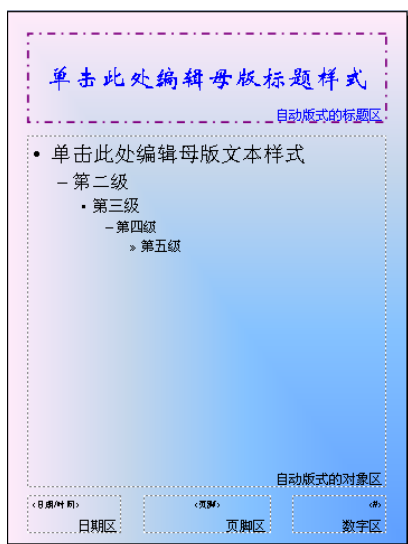 单击此处编辑母版标题样式
自动版式的标题区
• 单击此处编辑母版文本样式
– 第二级
• 第三级
– 第四级
» 第五级
自动版式的对象区
<日期/时间> <页脚> <#>
日期区 页脚区 数字区